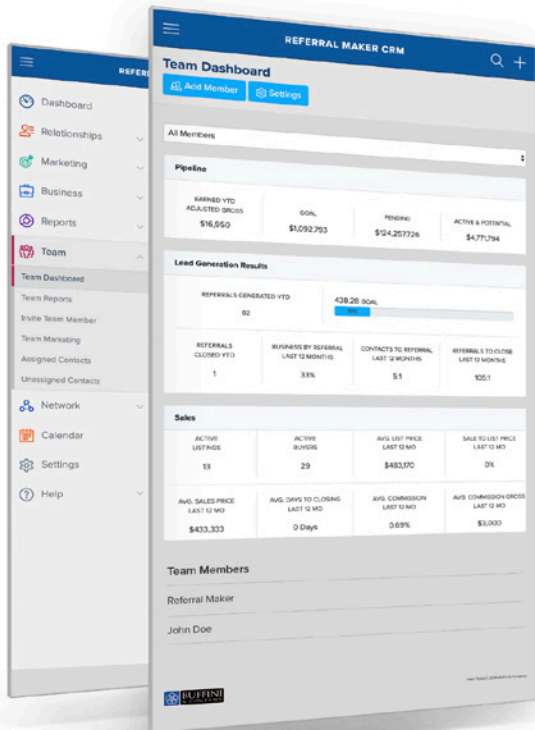 REFERRAL MAKER CRM
Team Dashboard
Add Member
Settings
All Members
Pipeline
EARNED YTD
ADJUSTED GROSS
$16,950
GOAL
$1,092,793
PENDING
$124,257,726
ACTIVE & POTENTIAL
$4,771,794
Lead Generation Results
REFERRALS GENERATED YTD
82
438.28 GOAL
REFERRALS
CLOSED YTD
1
BUSINESS BY REFERRAL
LAST 12 MONTHS
33%
CONTACTS TO REFERRAL
LAST 12 MONTHS
5:1
REFERRALS TO CLOSE
LAST 12 MONTHS
105:1
Sales
ACTIVE
LISTINGS
13
ACTIVE
BUYERS
29
AVG. LIST PRICE
LAST 12 MO
$483,170
SALE TO LIST PRICE
LAST 12 MO
0%
AVG. SALES PRICE
LAST 12 MO
$433,333
AVG. DAYS TO CLOSING
LAST 12 MO
0 Days
AVG. COMMISSION
LAST 12 MO
0.69%
AVG. COMMISSION GROSS
LAST 12 MO
$3,000
Team Members
Referral Maker
John Doe
BUFFINI
& COMPANY
REFER
Dashboard
Relationships
Marketing
Business
Reports
Team
Team Dashboard
Team Reports
Invite Team Member
Team Marketing
Assigned Contacts
Unassigned Contacts
Network
Calendar
Settings
Help